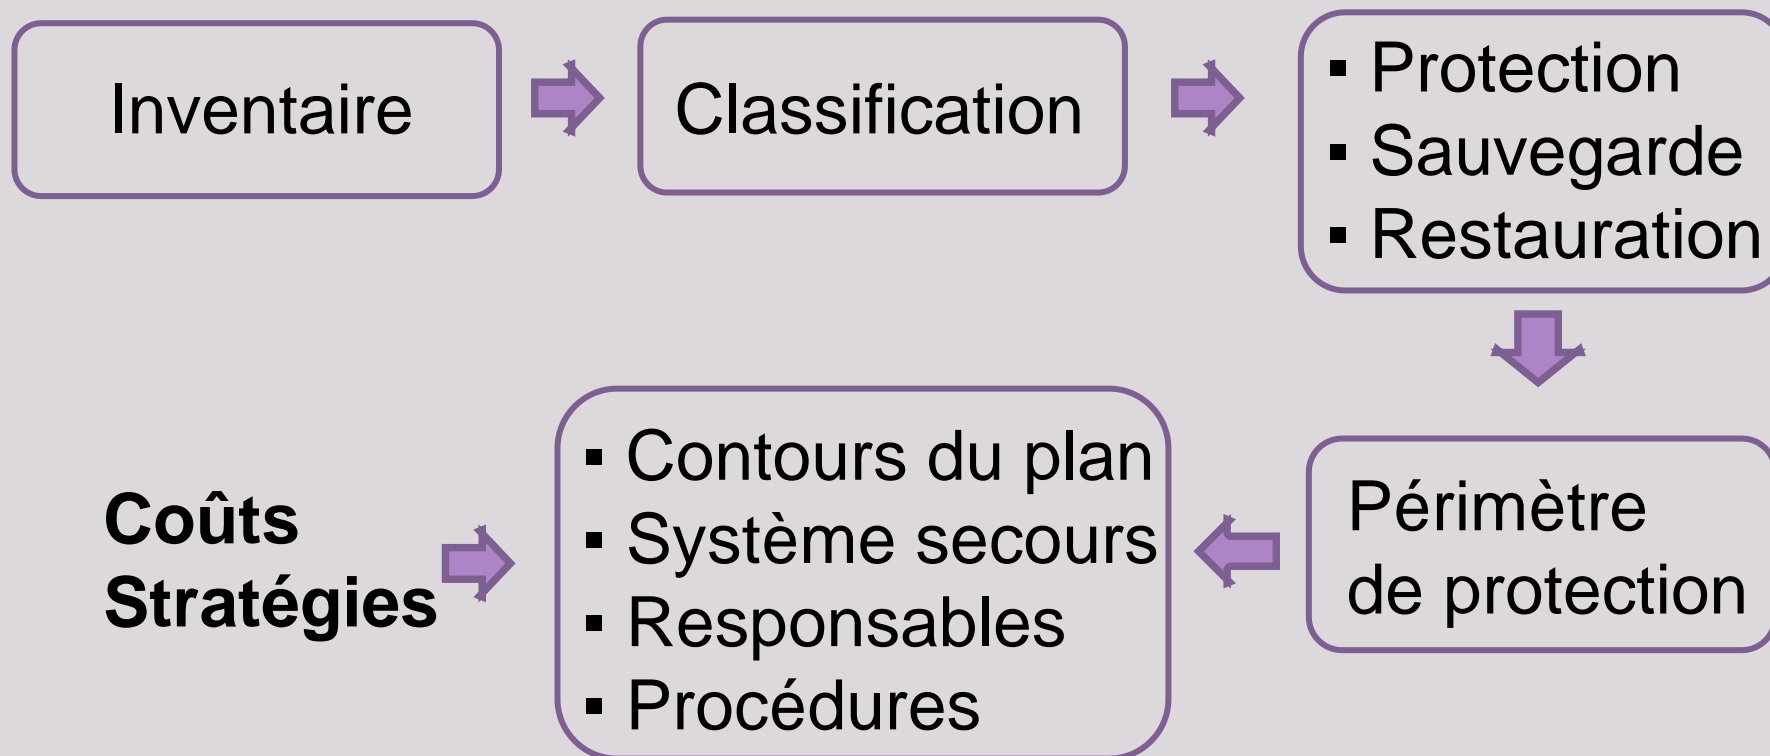 Inventaire
Classification
▪ Protection
▪ Sauvegarde
▪ Restauration
Périmètre
de protection
▪ Contours du plan
▪ Système secours
▪ Responsables
▪ Procédures
Coûts
Stratégies